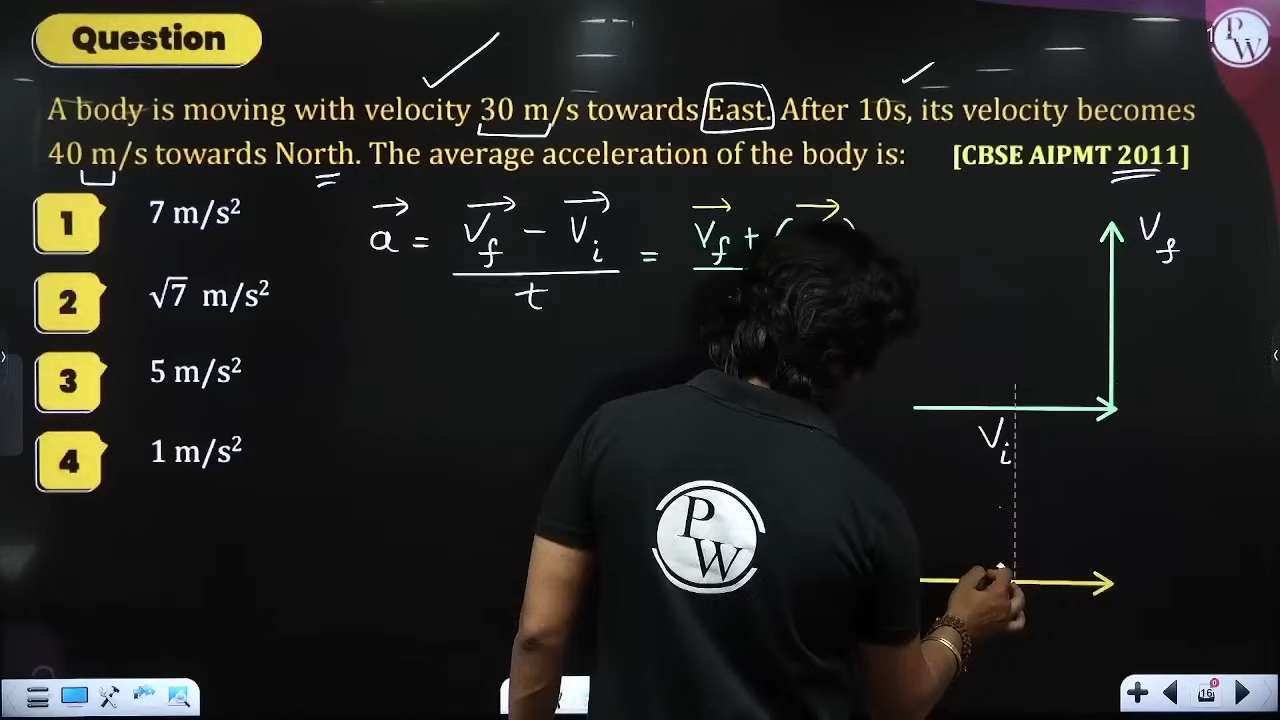 Question
A body is moving with velocity 30 m/s towards East. After 10s, its velocity becomes
40 m/s towards North. The average acceleration of the body is: [CBSE AIPMT 2011]
1 7 m/s²
2 √7 m/s²
3 5 m/s²
4 1 m/s²
a = Vf - Vi / t = Vf + (
Vf
Vi
PW
PW
16